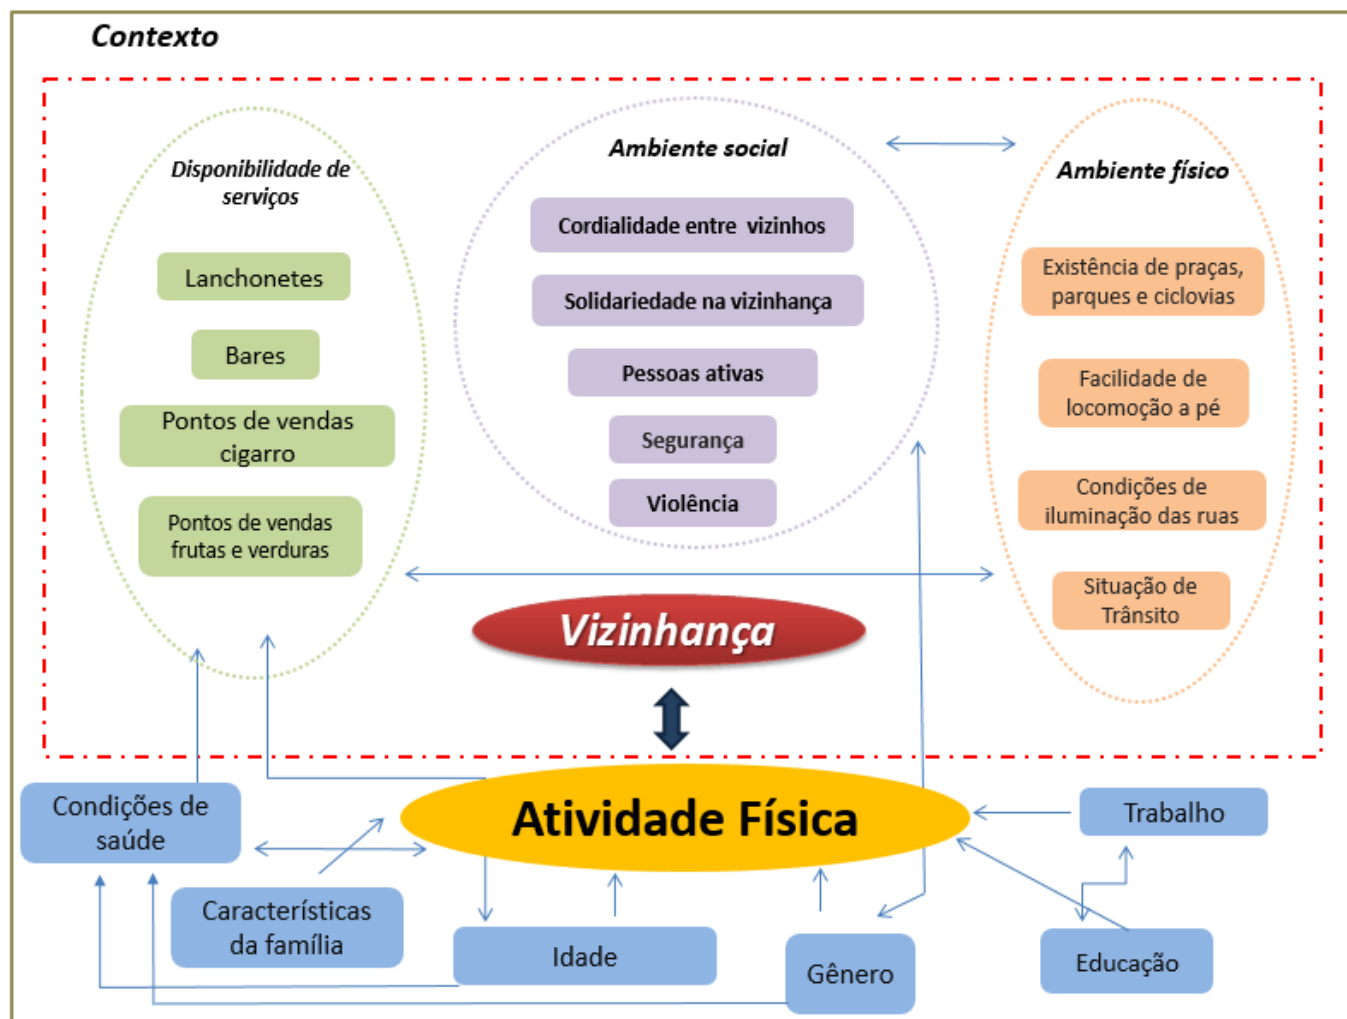 Contexto
Disponibilidade de
serviços
Lanchonetes
Bares
Pontos de vendas
cigarro
Pontos de vendas
frutas e verduras
Ambiente social
Cordialidade entre vizinhos
Solidariedade na vizinhança
Pessoas ativas
Segurança
Violência
Ambiente físico
Existência de praças,
parques e ciclovias
Facilidade de
locomoção a pé
Condições de
iluminação das ruas
Situação de
Trânsito
Vizinhança
Atividade Física
Condições de
saúde
Características
da família
Idade
Gênero
Trabalho
Educação